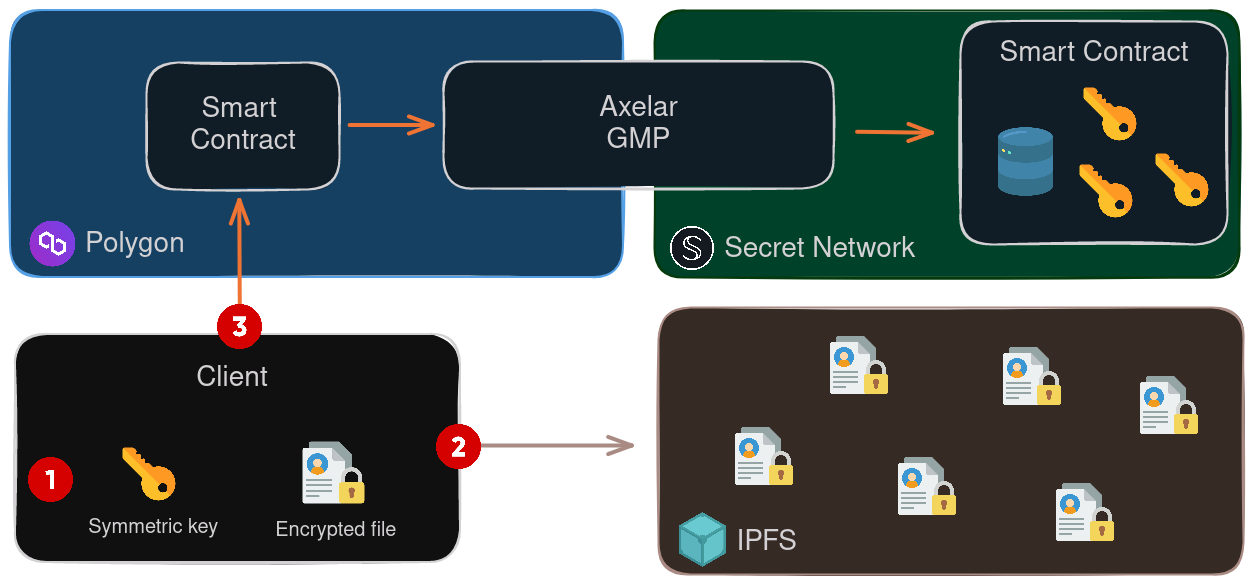 Smart
Contract
Axelar
GMP
Smart Contract
Polygon
Secret Network
3
Client
2
1
Symmetric key
Encrypted file
IPFS